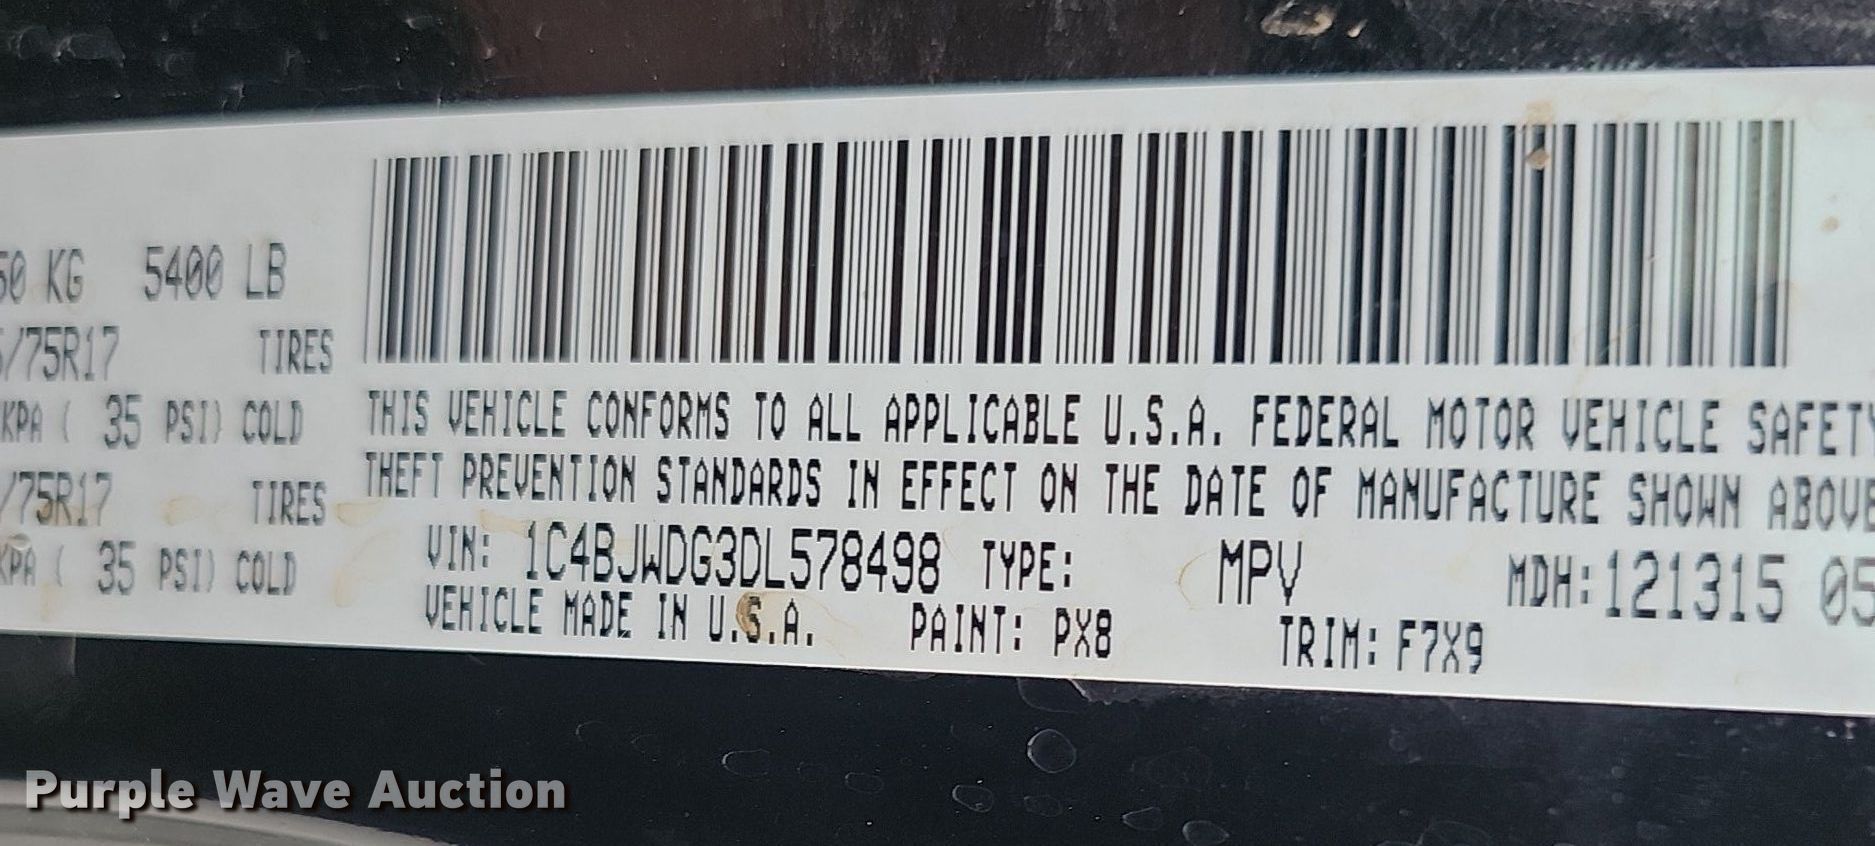 50 KG 5400 LB
/75R17 TIRES
KPA ( 35 PSI) COLD
/75R17 TIRES
KPA ( 35 PSI) COLD
THIS VEHICLE CONFORMS TO ALL APPLICABLE U.S.A. FEDERAL MOTOR VEHICLE SAFETY
THEFT PREVENTION STANDARDS IN EFFECT ON THE DATE OF MANUFACTURE SHOWN ABOVE
VIN: 1C4BJWDG3DL578498 TYPE: MPV MDH:121315 05
VEHICLE MADE IN U.S.A. PAINT: PX8 TRIM: F7X9
Purple Wave Auction